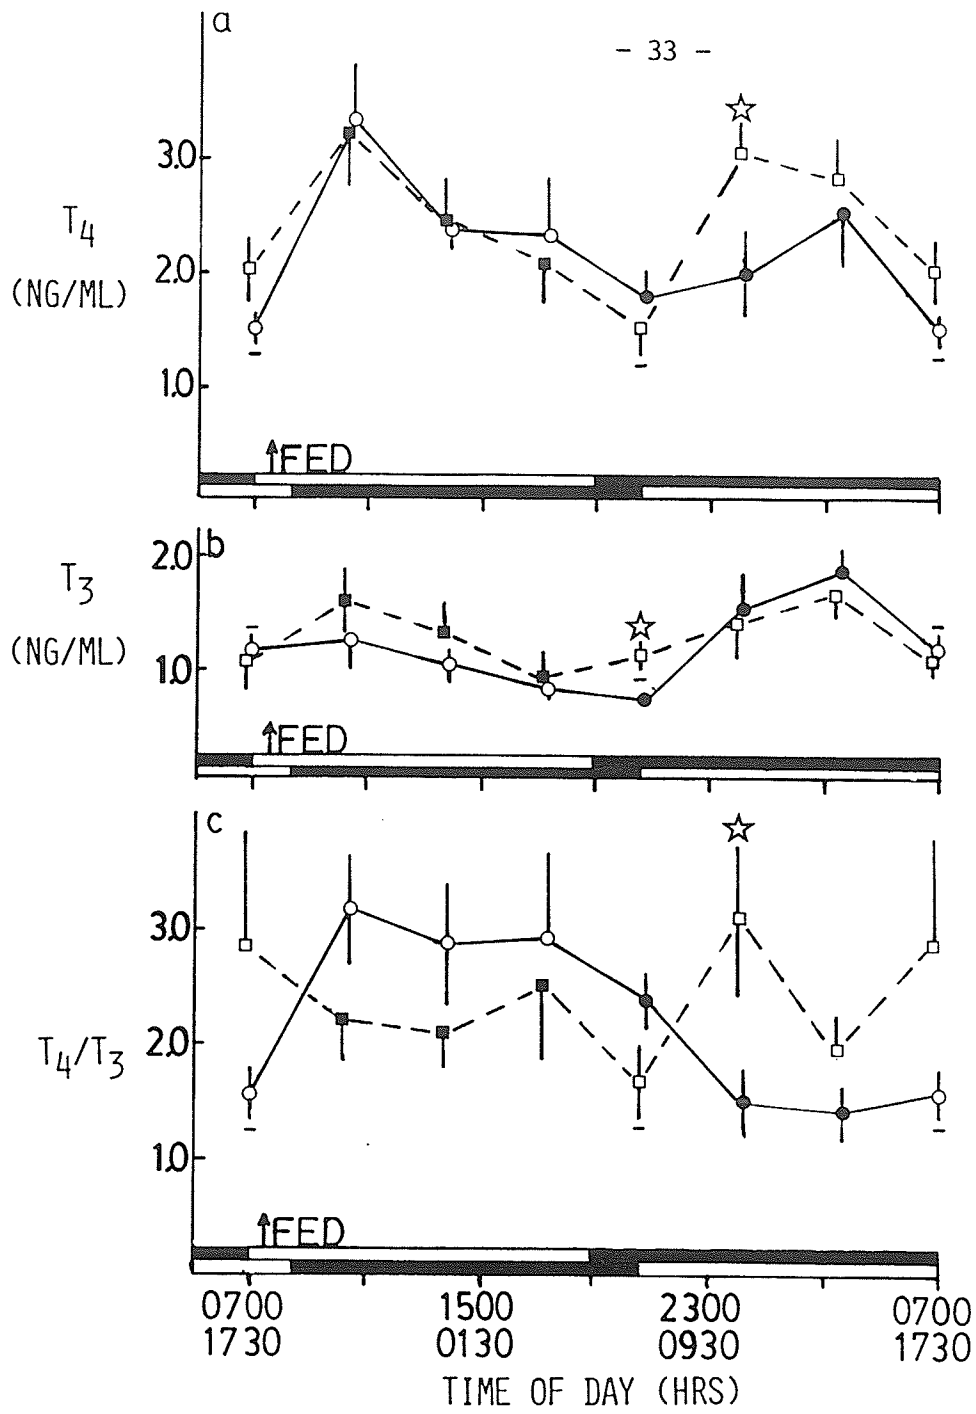 a
- 33 -
3.0
T4
2.0
(NG/ML)
1.0
FED
b
2.0
T3
(NG/ML)
1.0
FED
c
3.0
2.0
T4/T3
1.0
FED
0700 1500 2300 0700
1730 0130 0930 1730
TIME OF DAY (HRS)